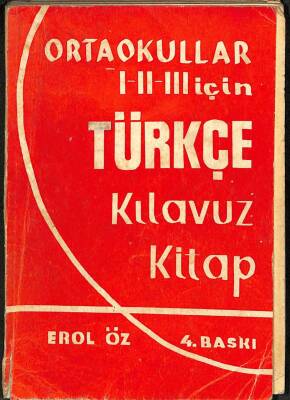 ORTAOKULLAR
I-II-III için
TÜRKÇE
Kılavuz
Kitap
EROL ÖZ 4. BASKI